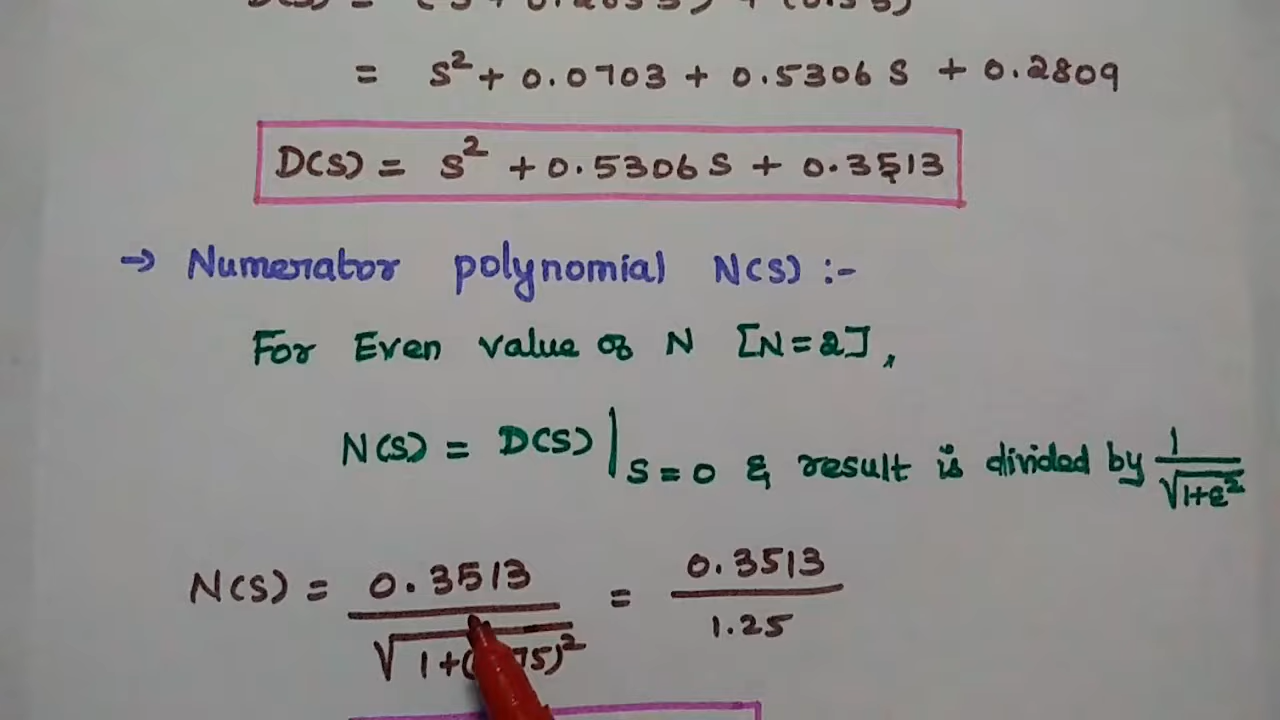 = S² + 0.0703 + 0.5306 S + 0.2809
D(S) = S² + 0.5306 S + 0.3513
→ Numerator polynomial N(S) :-
For Even value of N [N=2],
N(S) = D(S) |S=0 & result is divided by 1/√1+ε²
N(S) = 0.3513/√1+( 75)² = 0.3513/1.25